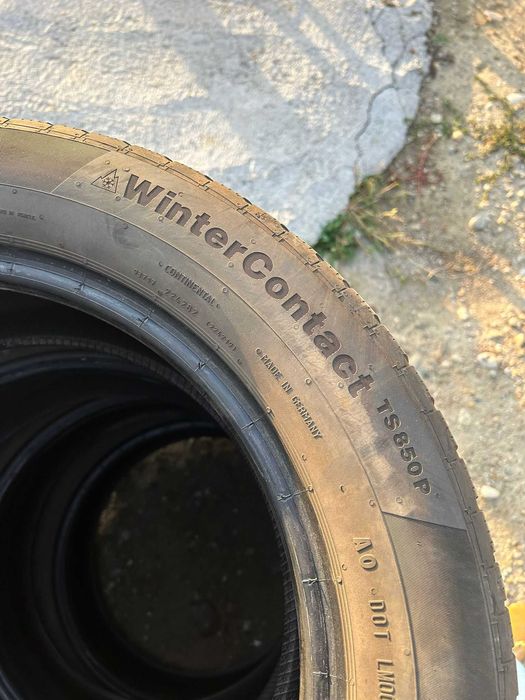 WinterContact TS850P
CONTINENTAL
MADE IN GERMANY
AO DOT